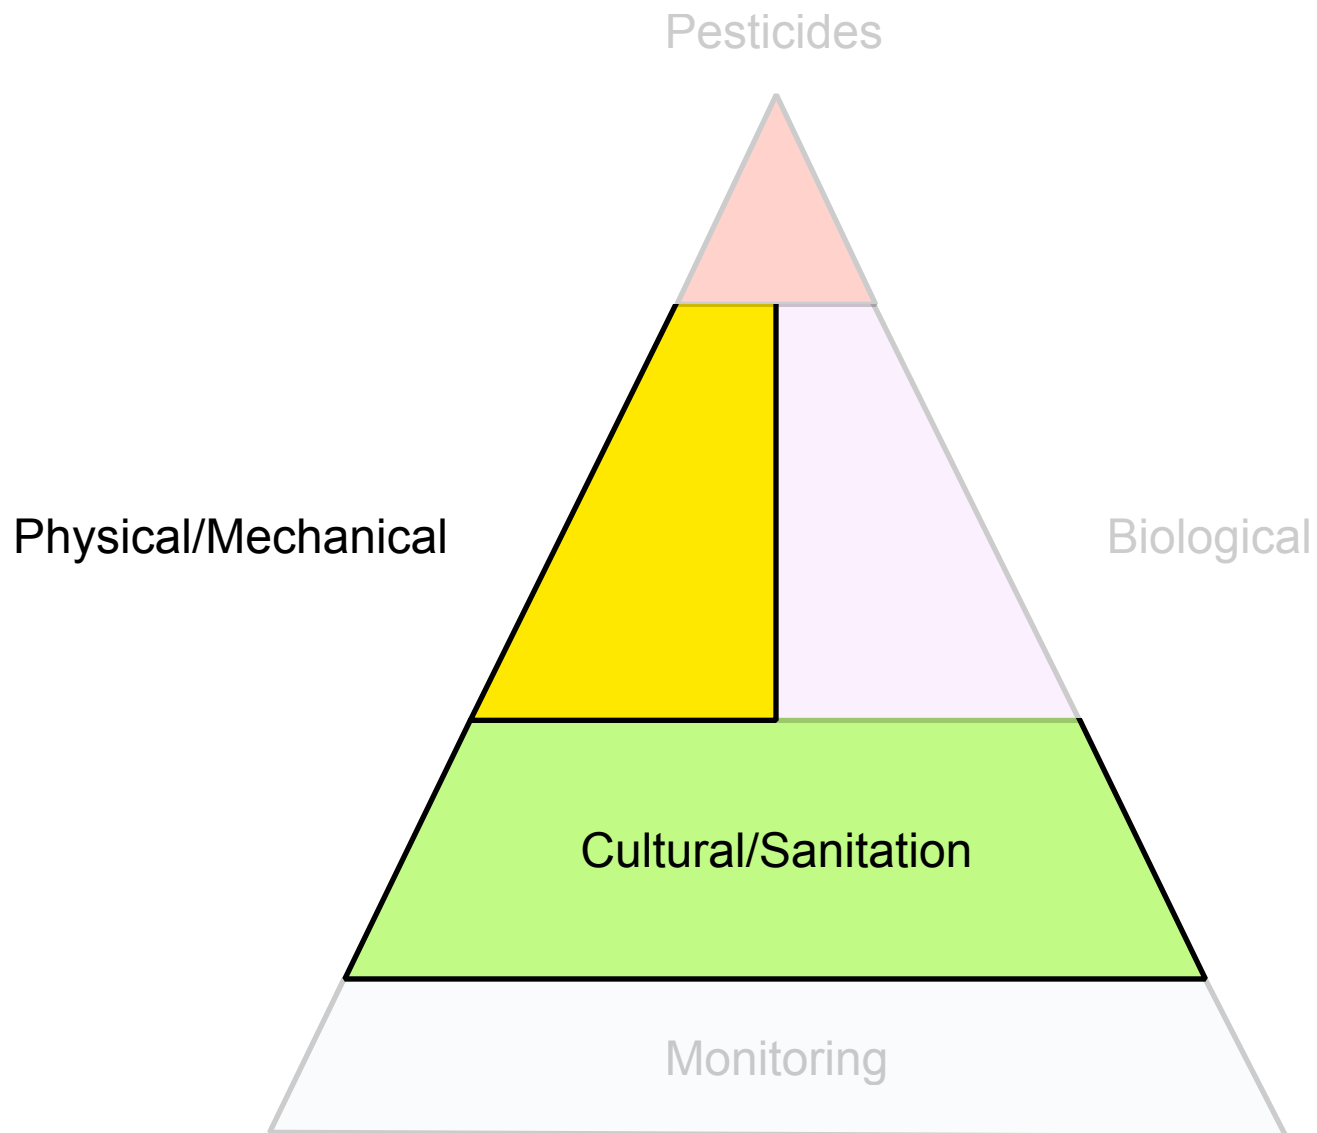 Pesticides
Physical/Mechanical
Biological
Cultural/Sanitation
Monitoring